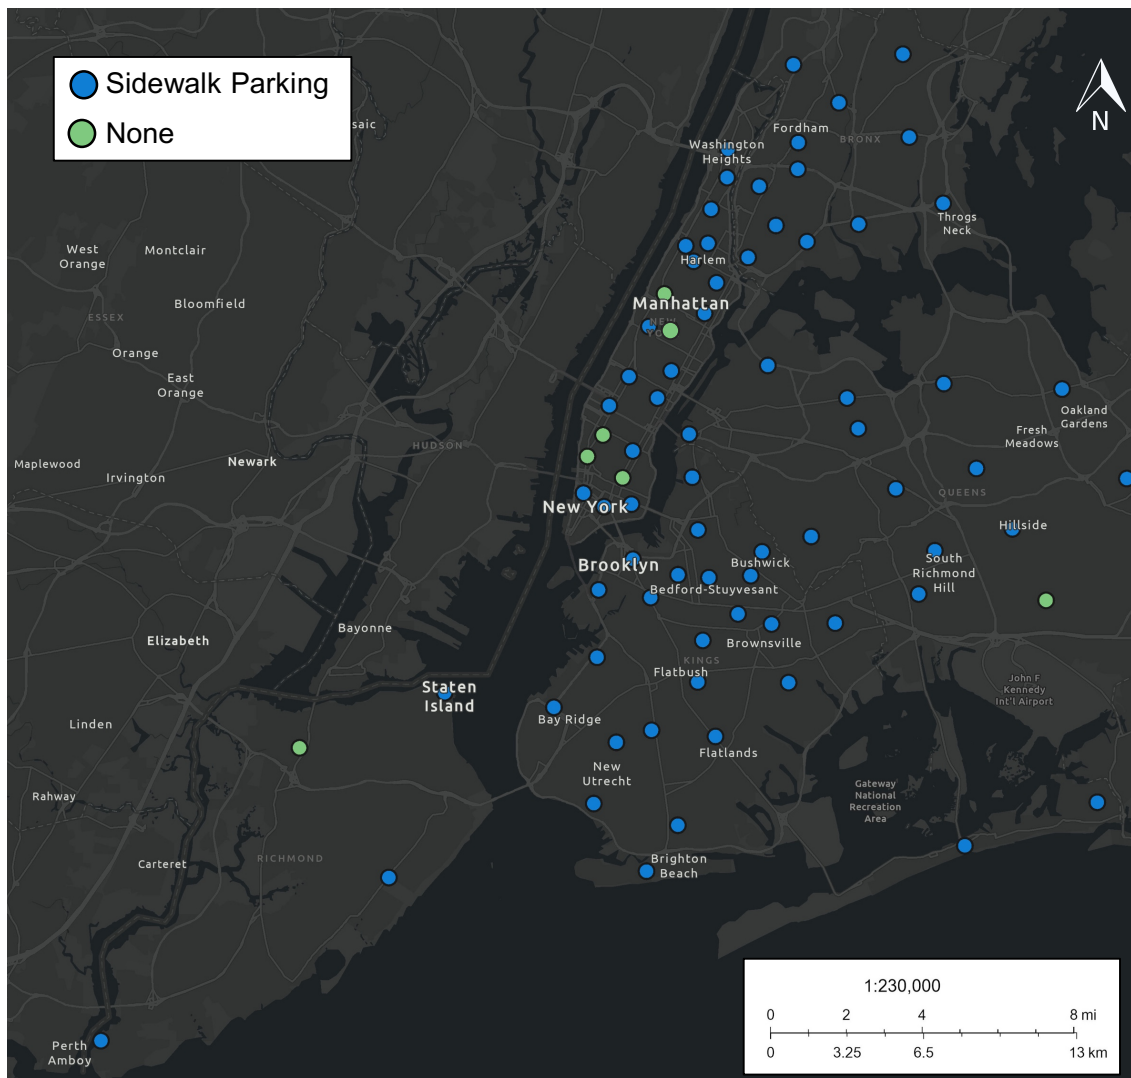 Sidewalk Parking
None
N
saic
Fordham
BRONX
Washington
Heights
Throgs
Neck
West
Orange
Montclair
Harlem
Bloomfield
Manhattan
ESSEX
NEW
YORK
Orange
East
Orange
Oakland
Gardens
Fresh
Meadows
HUDSON
Maplewood
Newark
Irvington
QUEENS
New York
Hillside
Brooklyn
Bushwick
South
Richmond
Hill
Bedford-Stuyvesant
Bayonne
Elizabeth
Brownsville
KINGS
Flatbush
John F
Kennedy
Int'l Airport
Staten
Island
Linden
Bay Ridge
Flatlands
New
Utrecht
Rahway
Gateway
National
Recreation
Area
Carteret
RICHMOND
Brighton
Beach
Perth
Amboy
1:230,000
0 2 4 8 mi
0 3.25 6.5 13 km